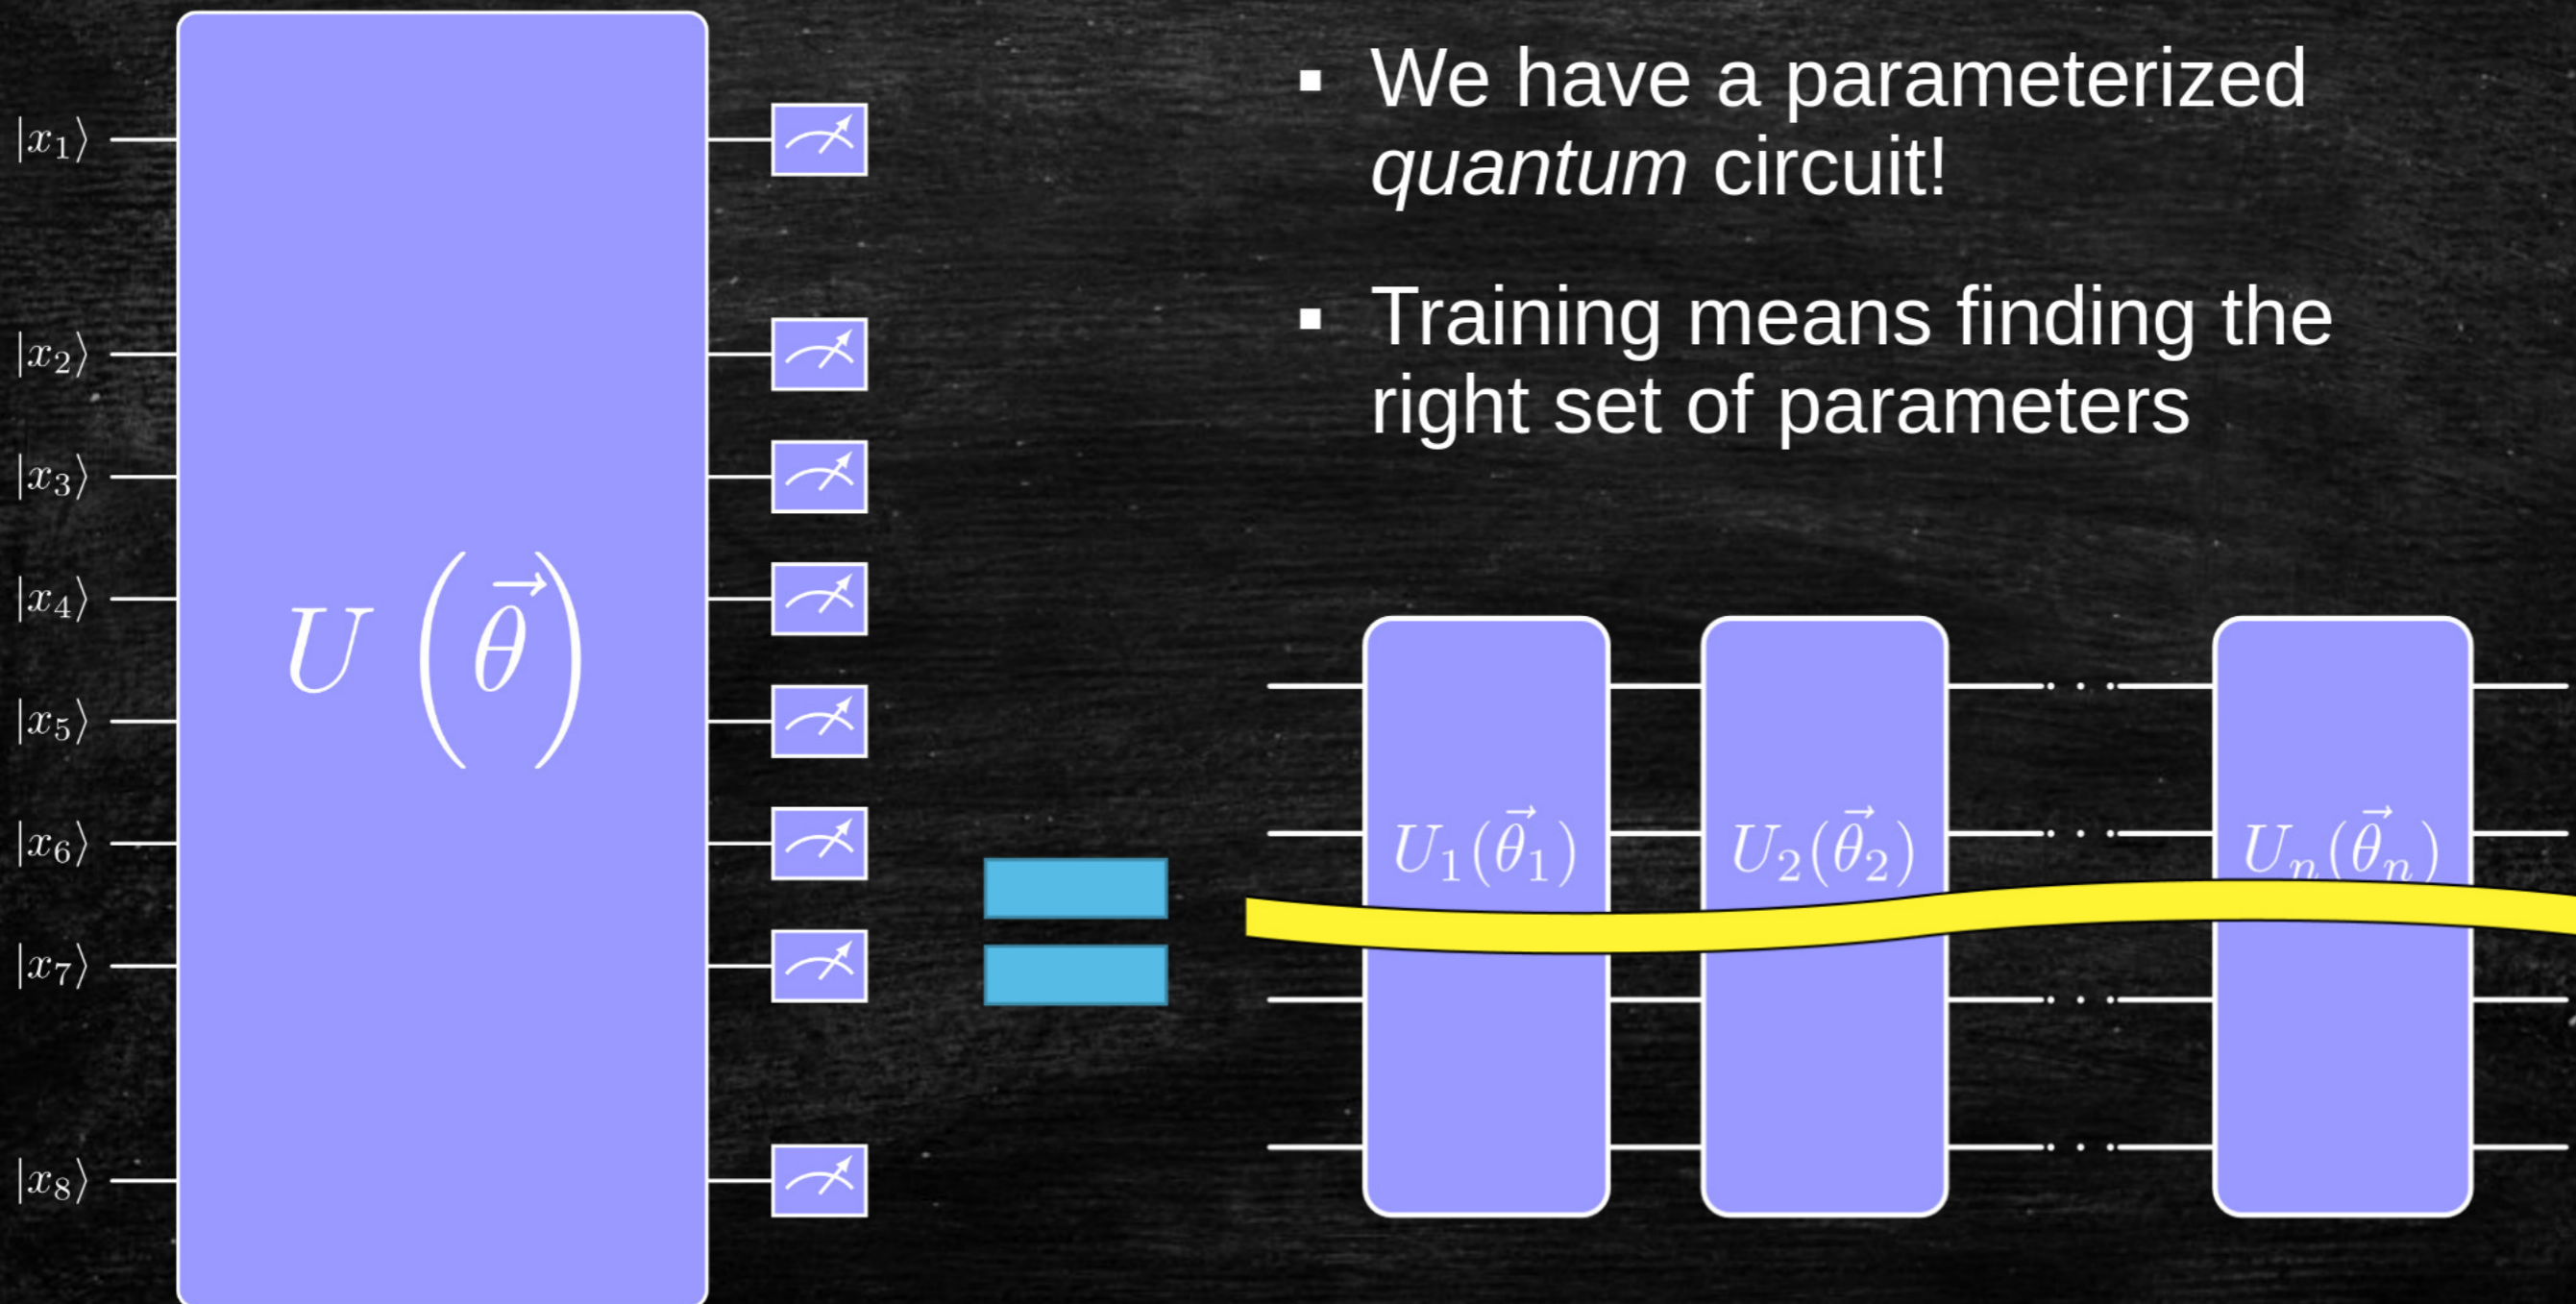 ▪ We have a parameterized
quantum circuit!
▪ Training means finding the
right set of parameters
|x₁⟩
|x₂⟩
|x₃⟩
|x₄⟩
|x₅⟩
|x₆⟩
|x₇⟩
|x₈⟩
U (θ⃗)
U₁(θ⃗₁) U₂(θ⃗₂) . . . Uₙ(θ⃗ₙ)